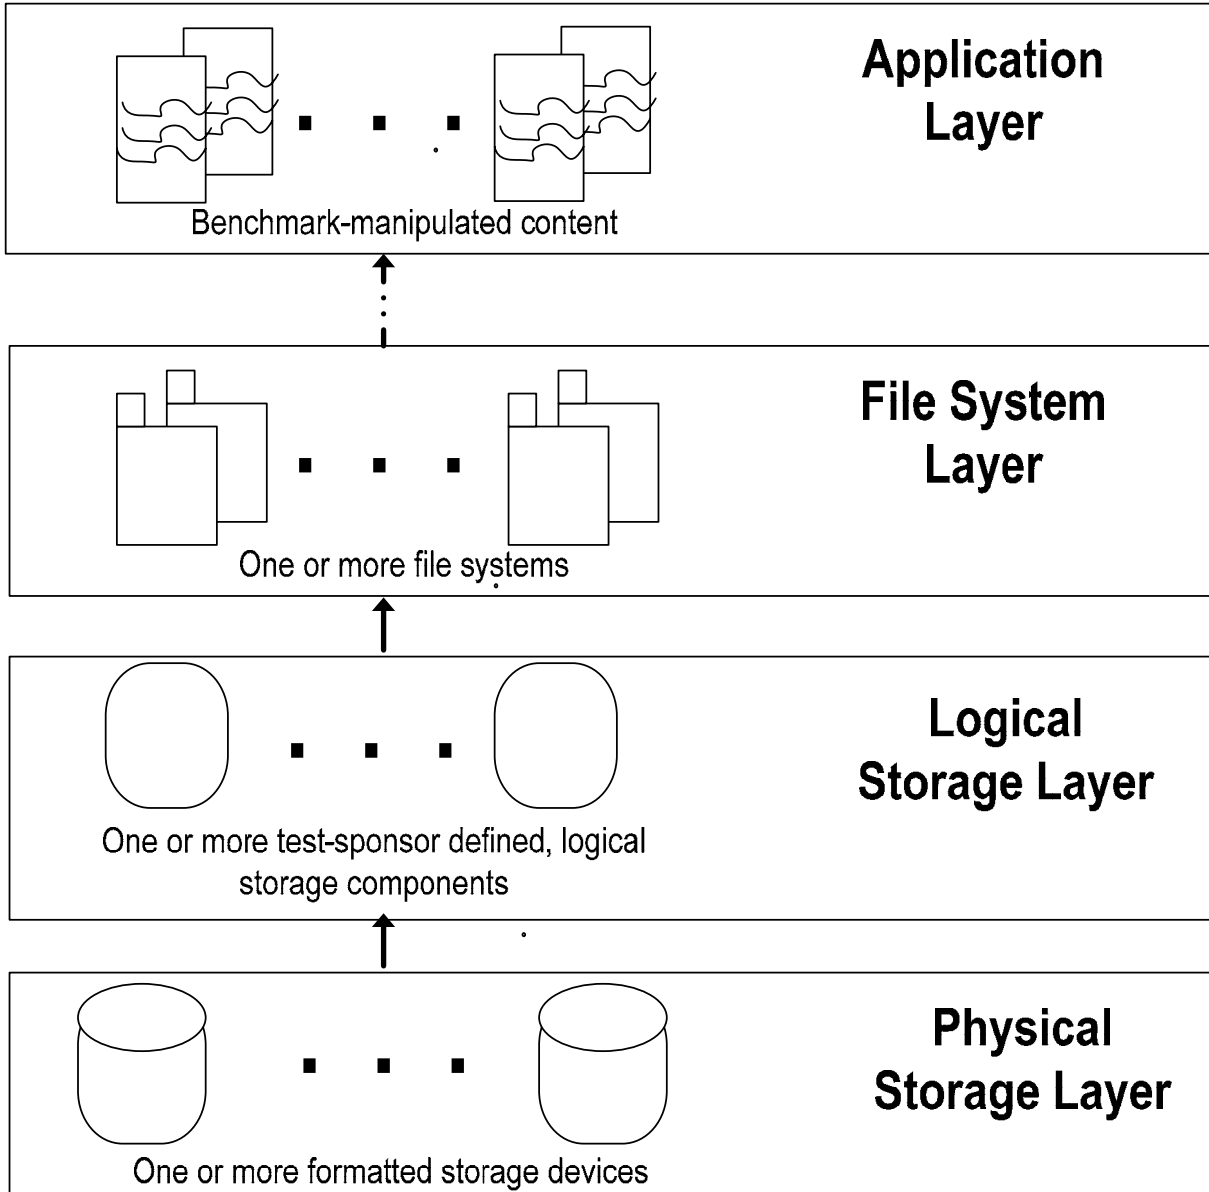 Application
Layer
Benchmark-manipulated content
File System
Layer
One or more file systems
Logical
Storage Layer
One or more test-sponsor defined, logical
storage components
Physical
Storage Layer
One or more formatted storage devices